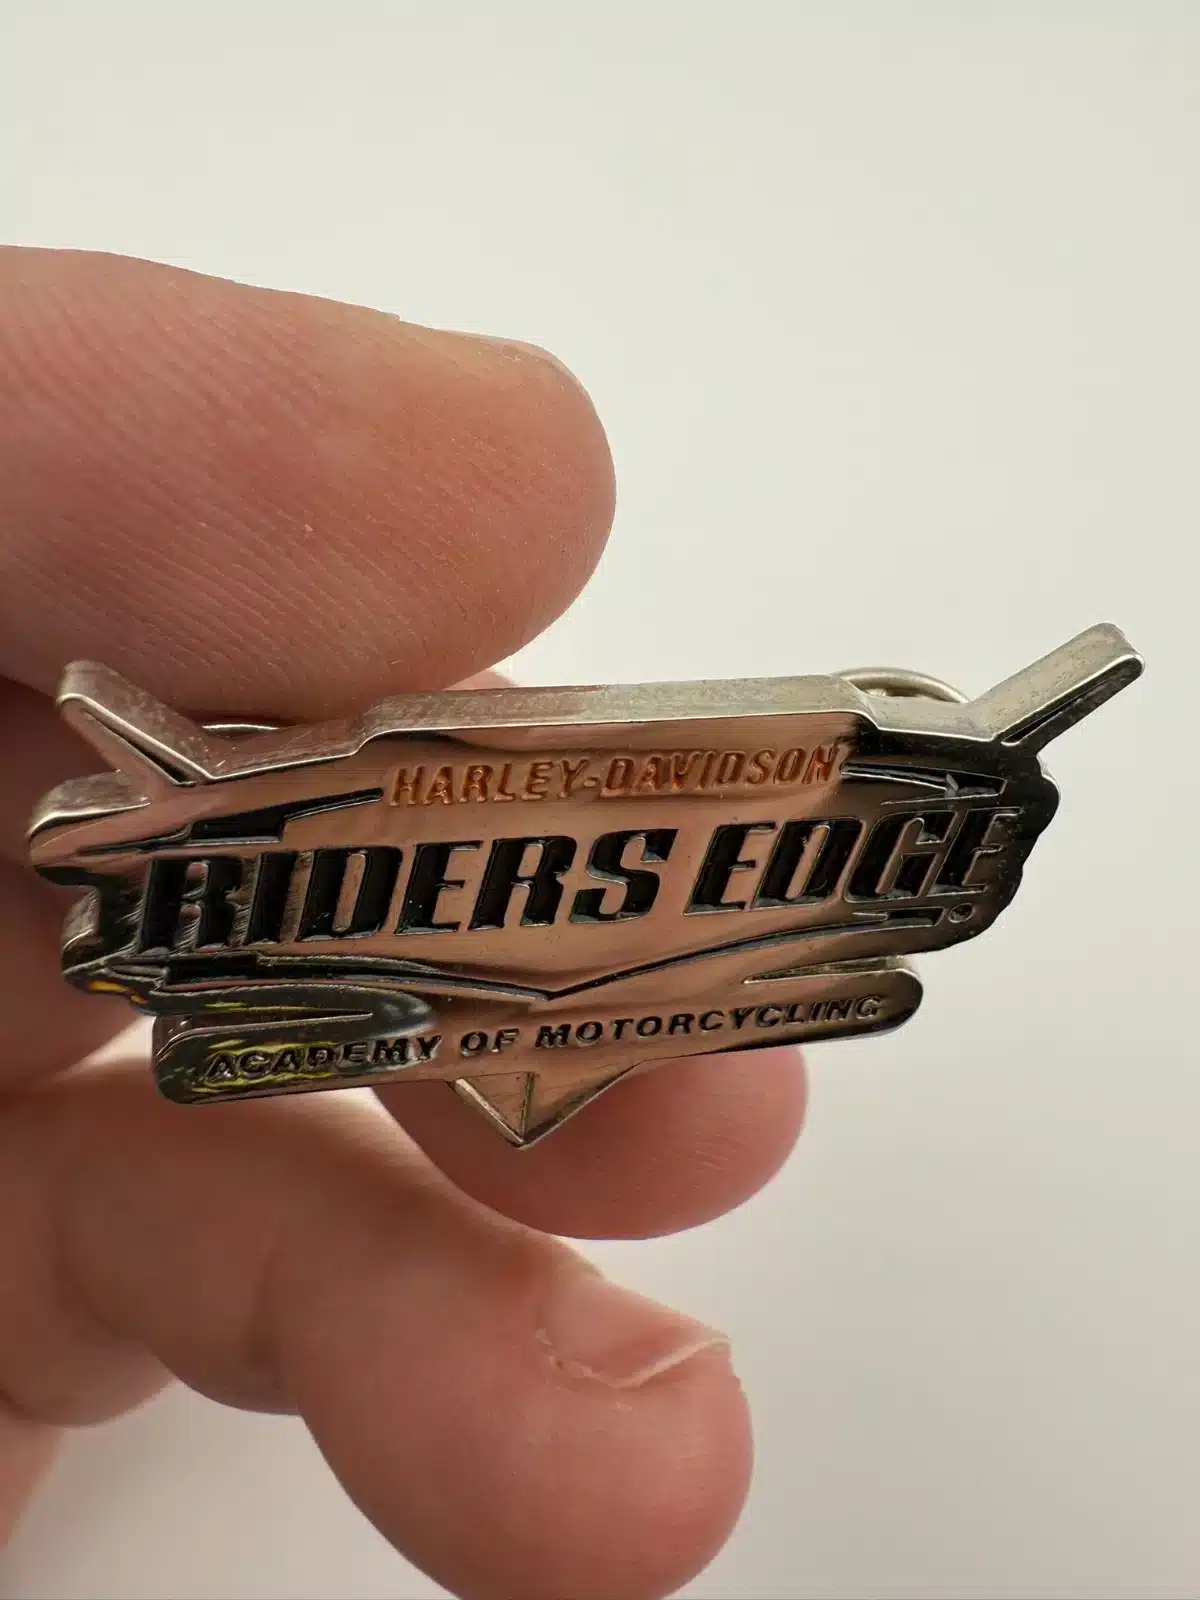 HARLEY-DAVIDSON
RIDERS EDGE
ACADEMY OF MOTORCYCLING